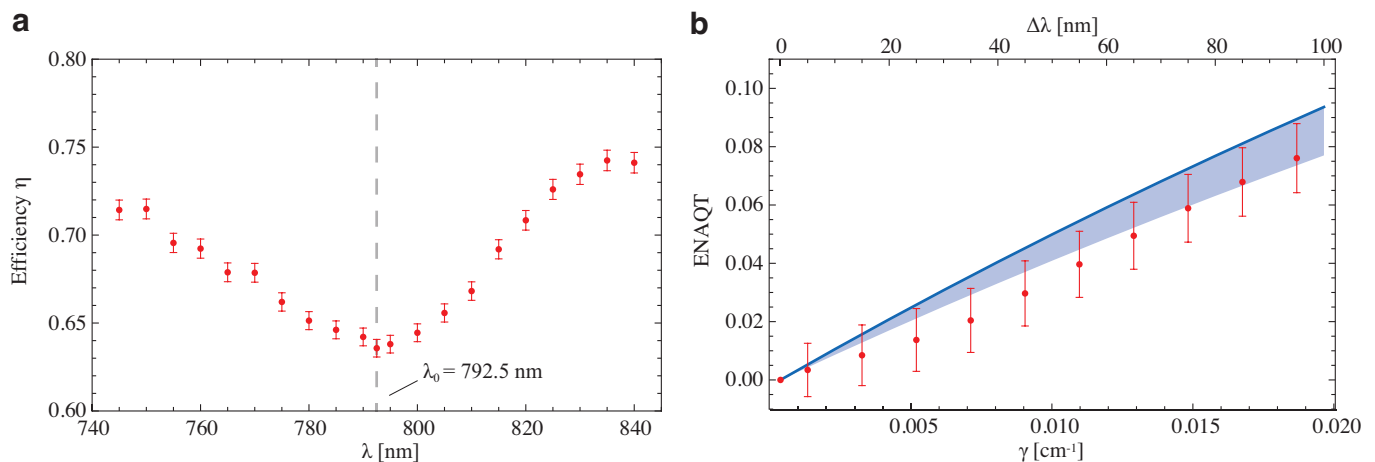 a
0.80
0.75
0.70
0.65
0.60
Efficiency η
λ₀ = 792.5 nm
740 760 780 800 820 840
λ [nm]
b
Δλ [nm]
0 20 40 60 80 100
0.10
0.08
0.06
0.04
0.02
0.00
ENAQT
0.005 0.010 0.015 0.020
γ [cm⁻¹]